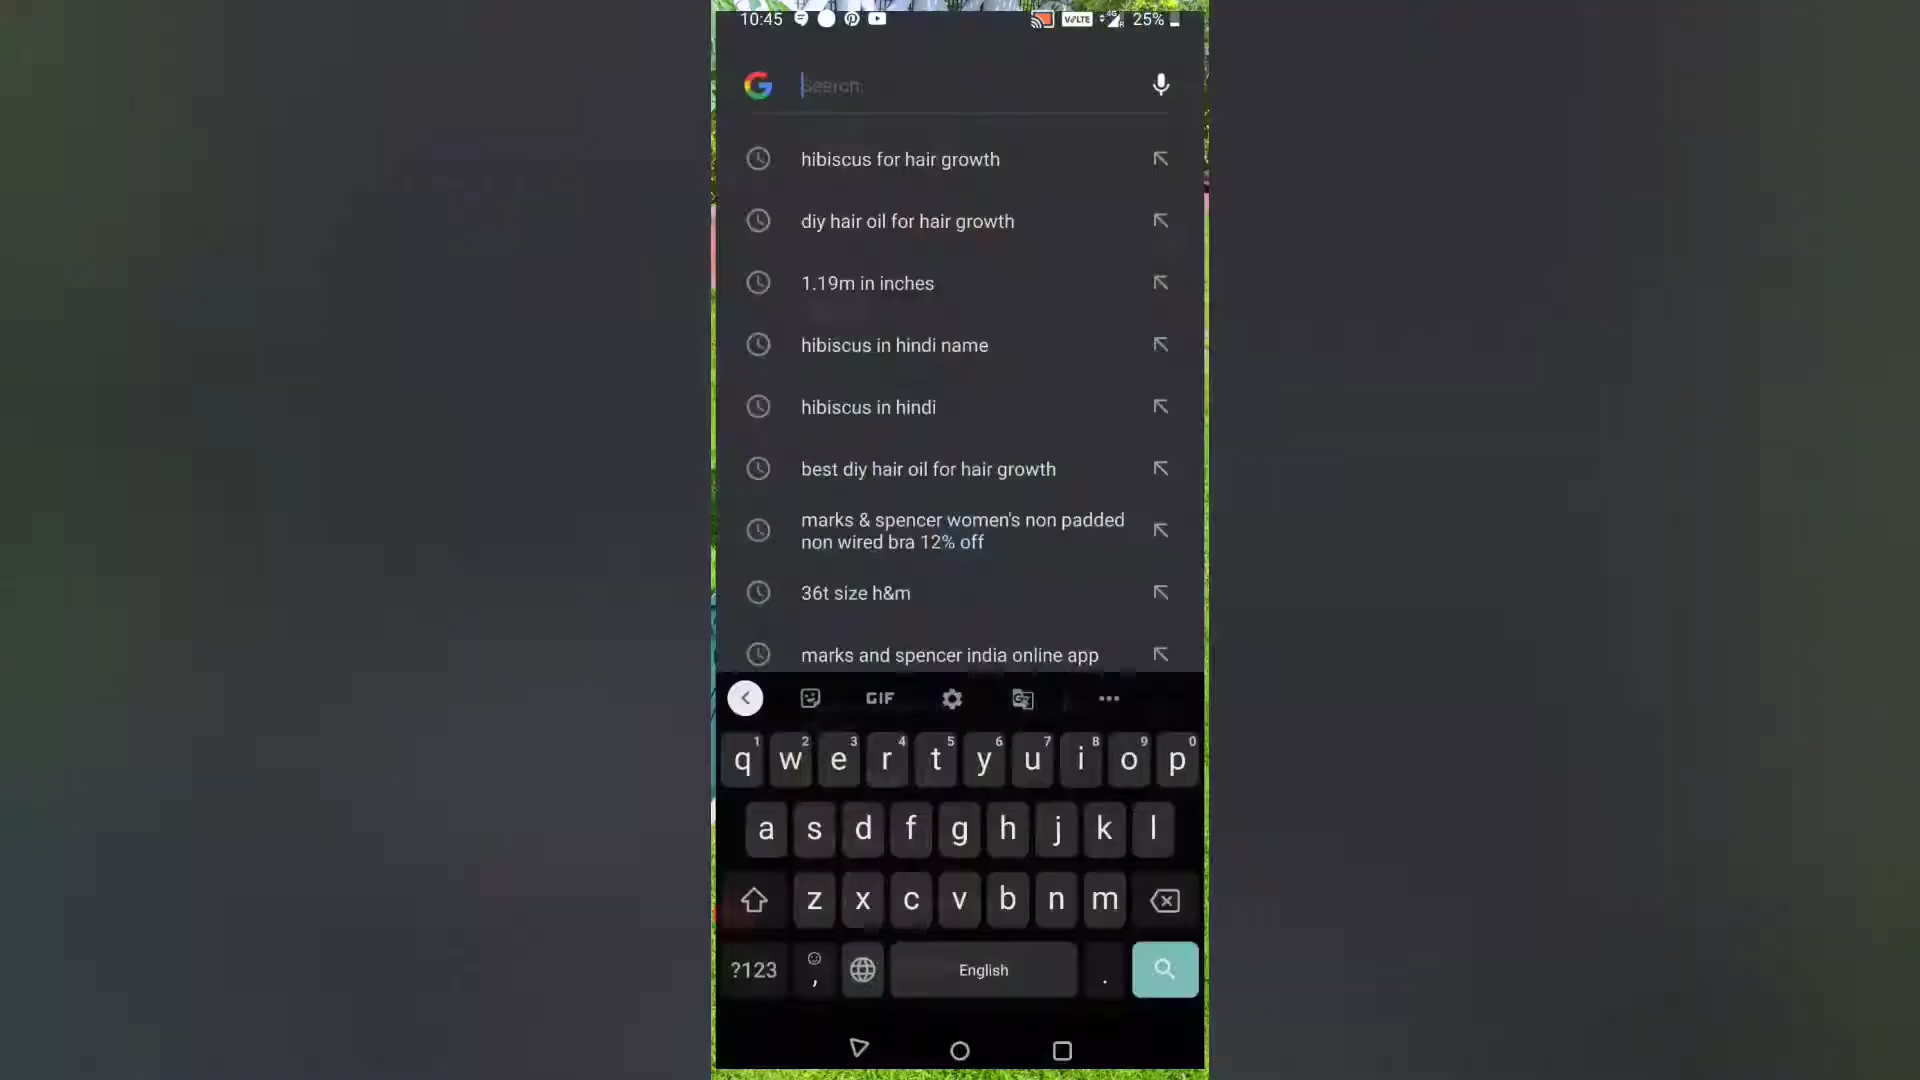 10:45 VoLTE 4G R 25%
Search
hibiscus for hair growth
diy hair oil for hair growth
1.19m in inches
hibiscus in hindi name
hibiscus in hindi
best diy hair oil for hair growth
marks & spencer women's non padded
non wired bra 12% off
36t size h&m
marks and spencer india online app
GIF
1 2 3 4 5 6 7 8 9 0
q w e r t y u i o p
a s d f g h j k l
z x c v b n m
?123 , English .